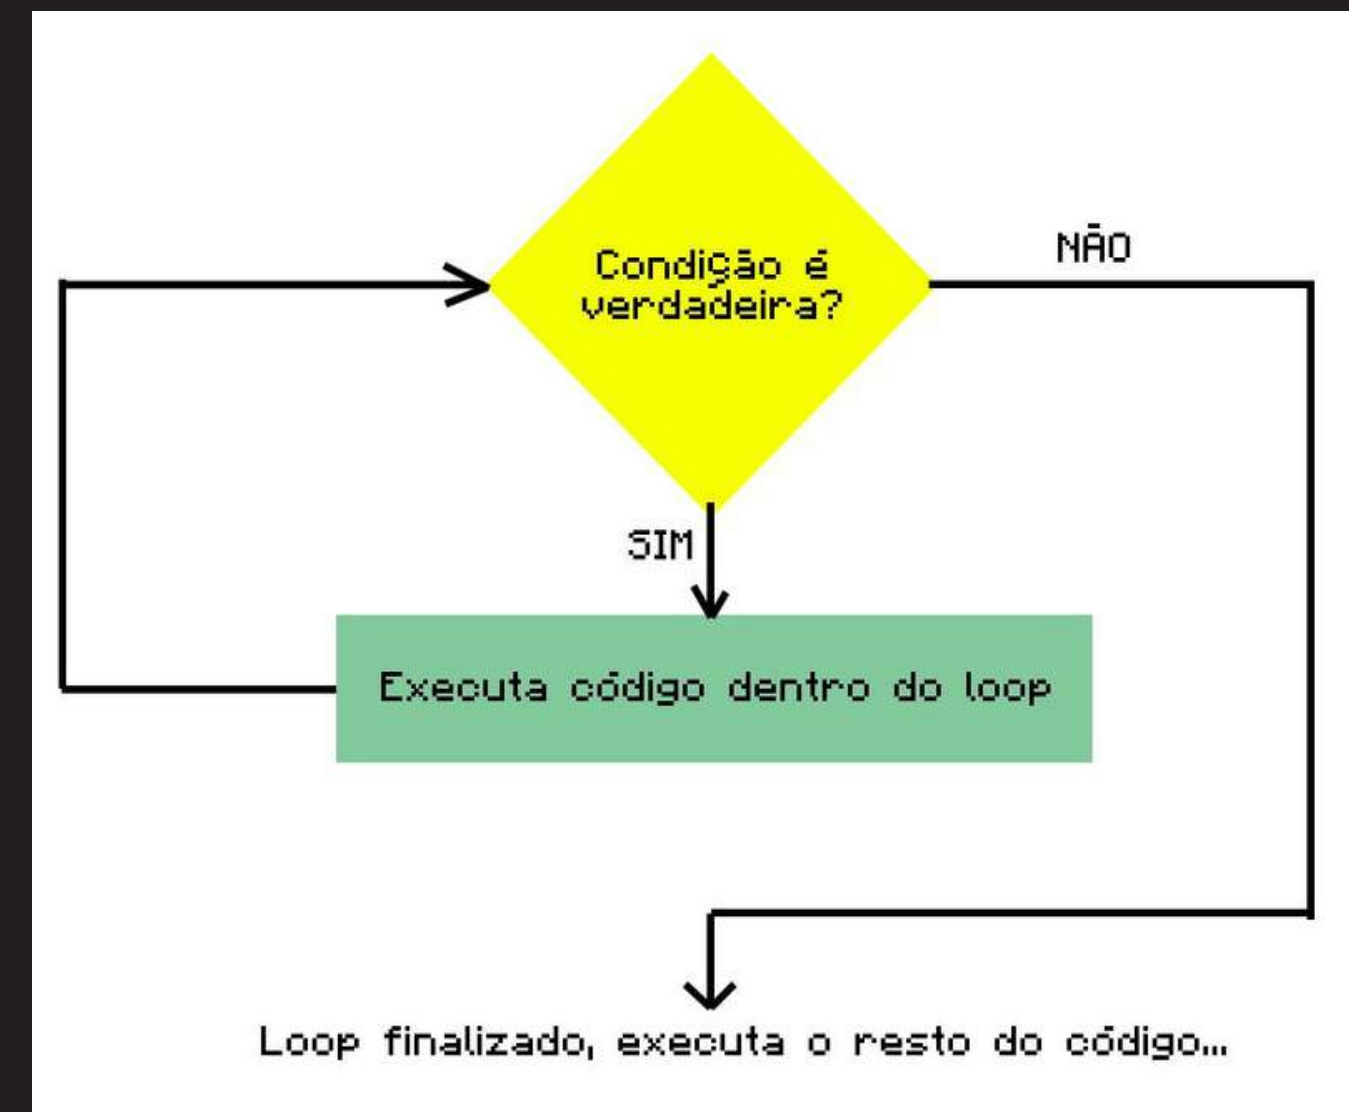 Condição é
verdadeira?
NÃO
SIM
Executa código dentro do loop
Loop finalizado, executa o resto do código...